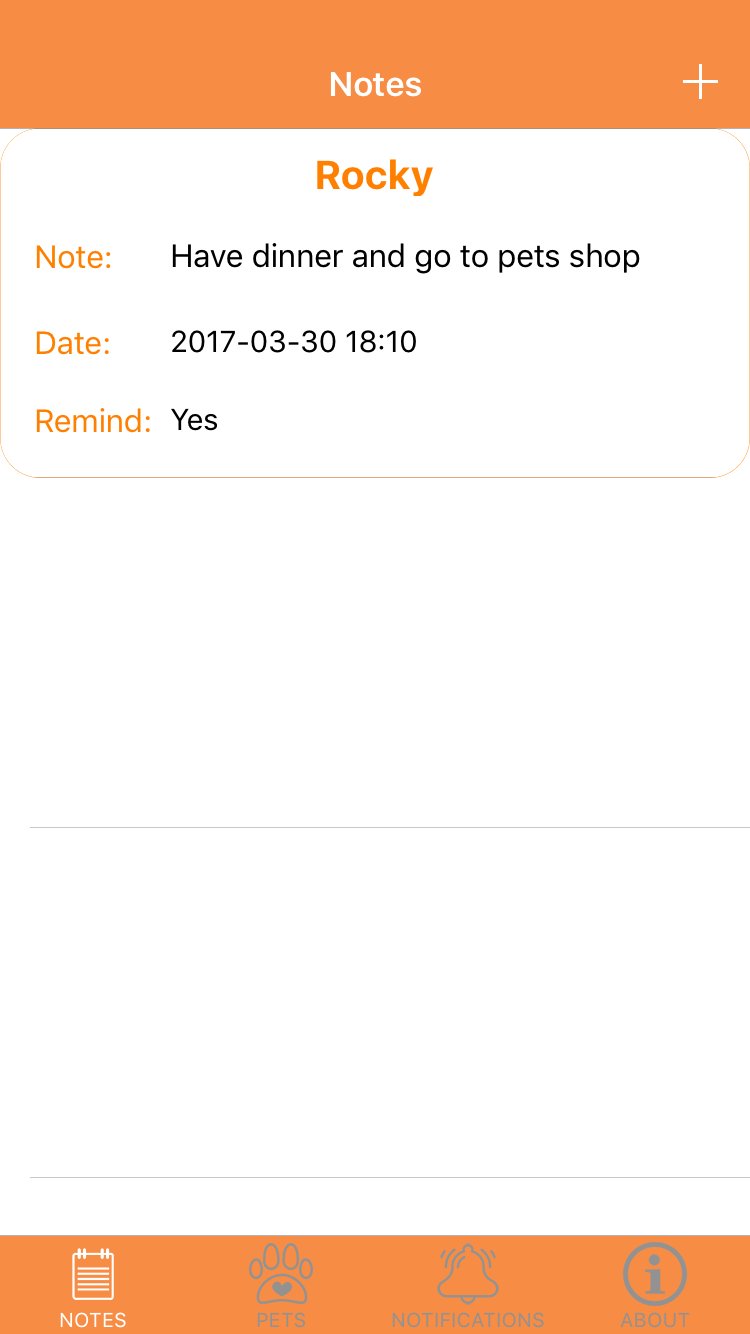 Notes
Rocky
Note: Have dinner and go to pets shop
Date: 2017-03-30 18:10
Remind: Yes
NOTES PETS NOTIFICATIONS ABOUT